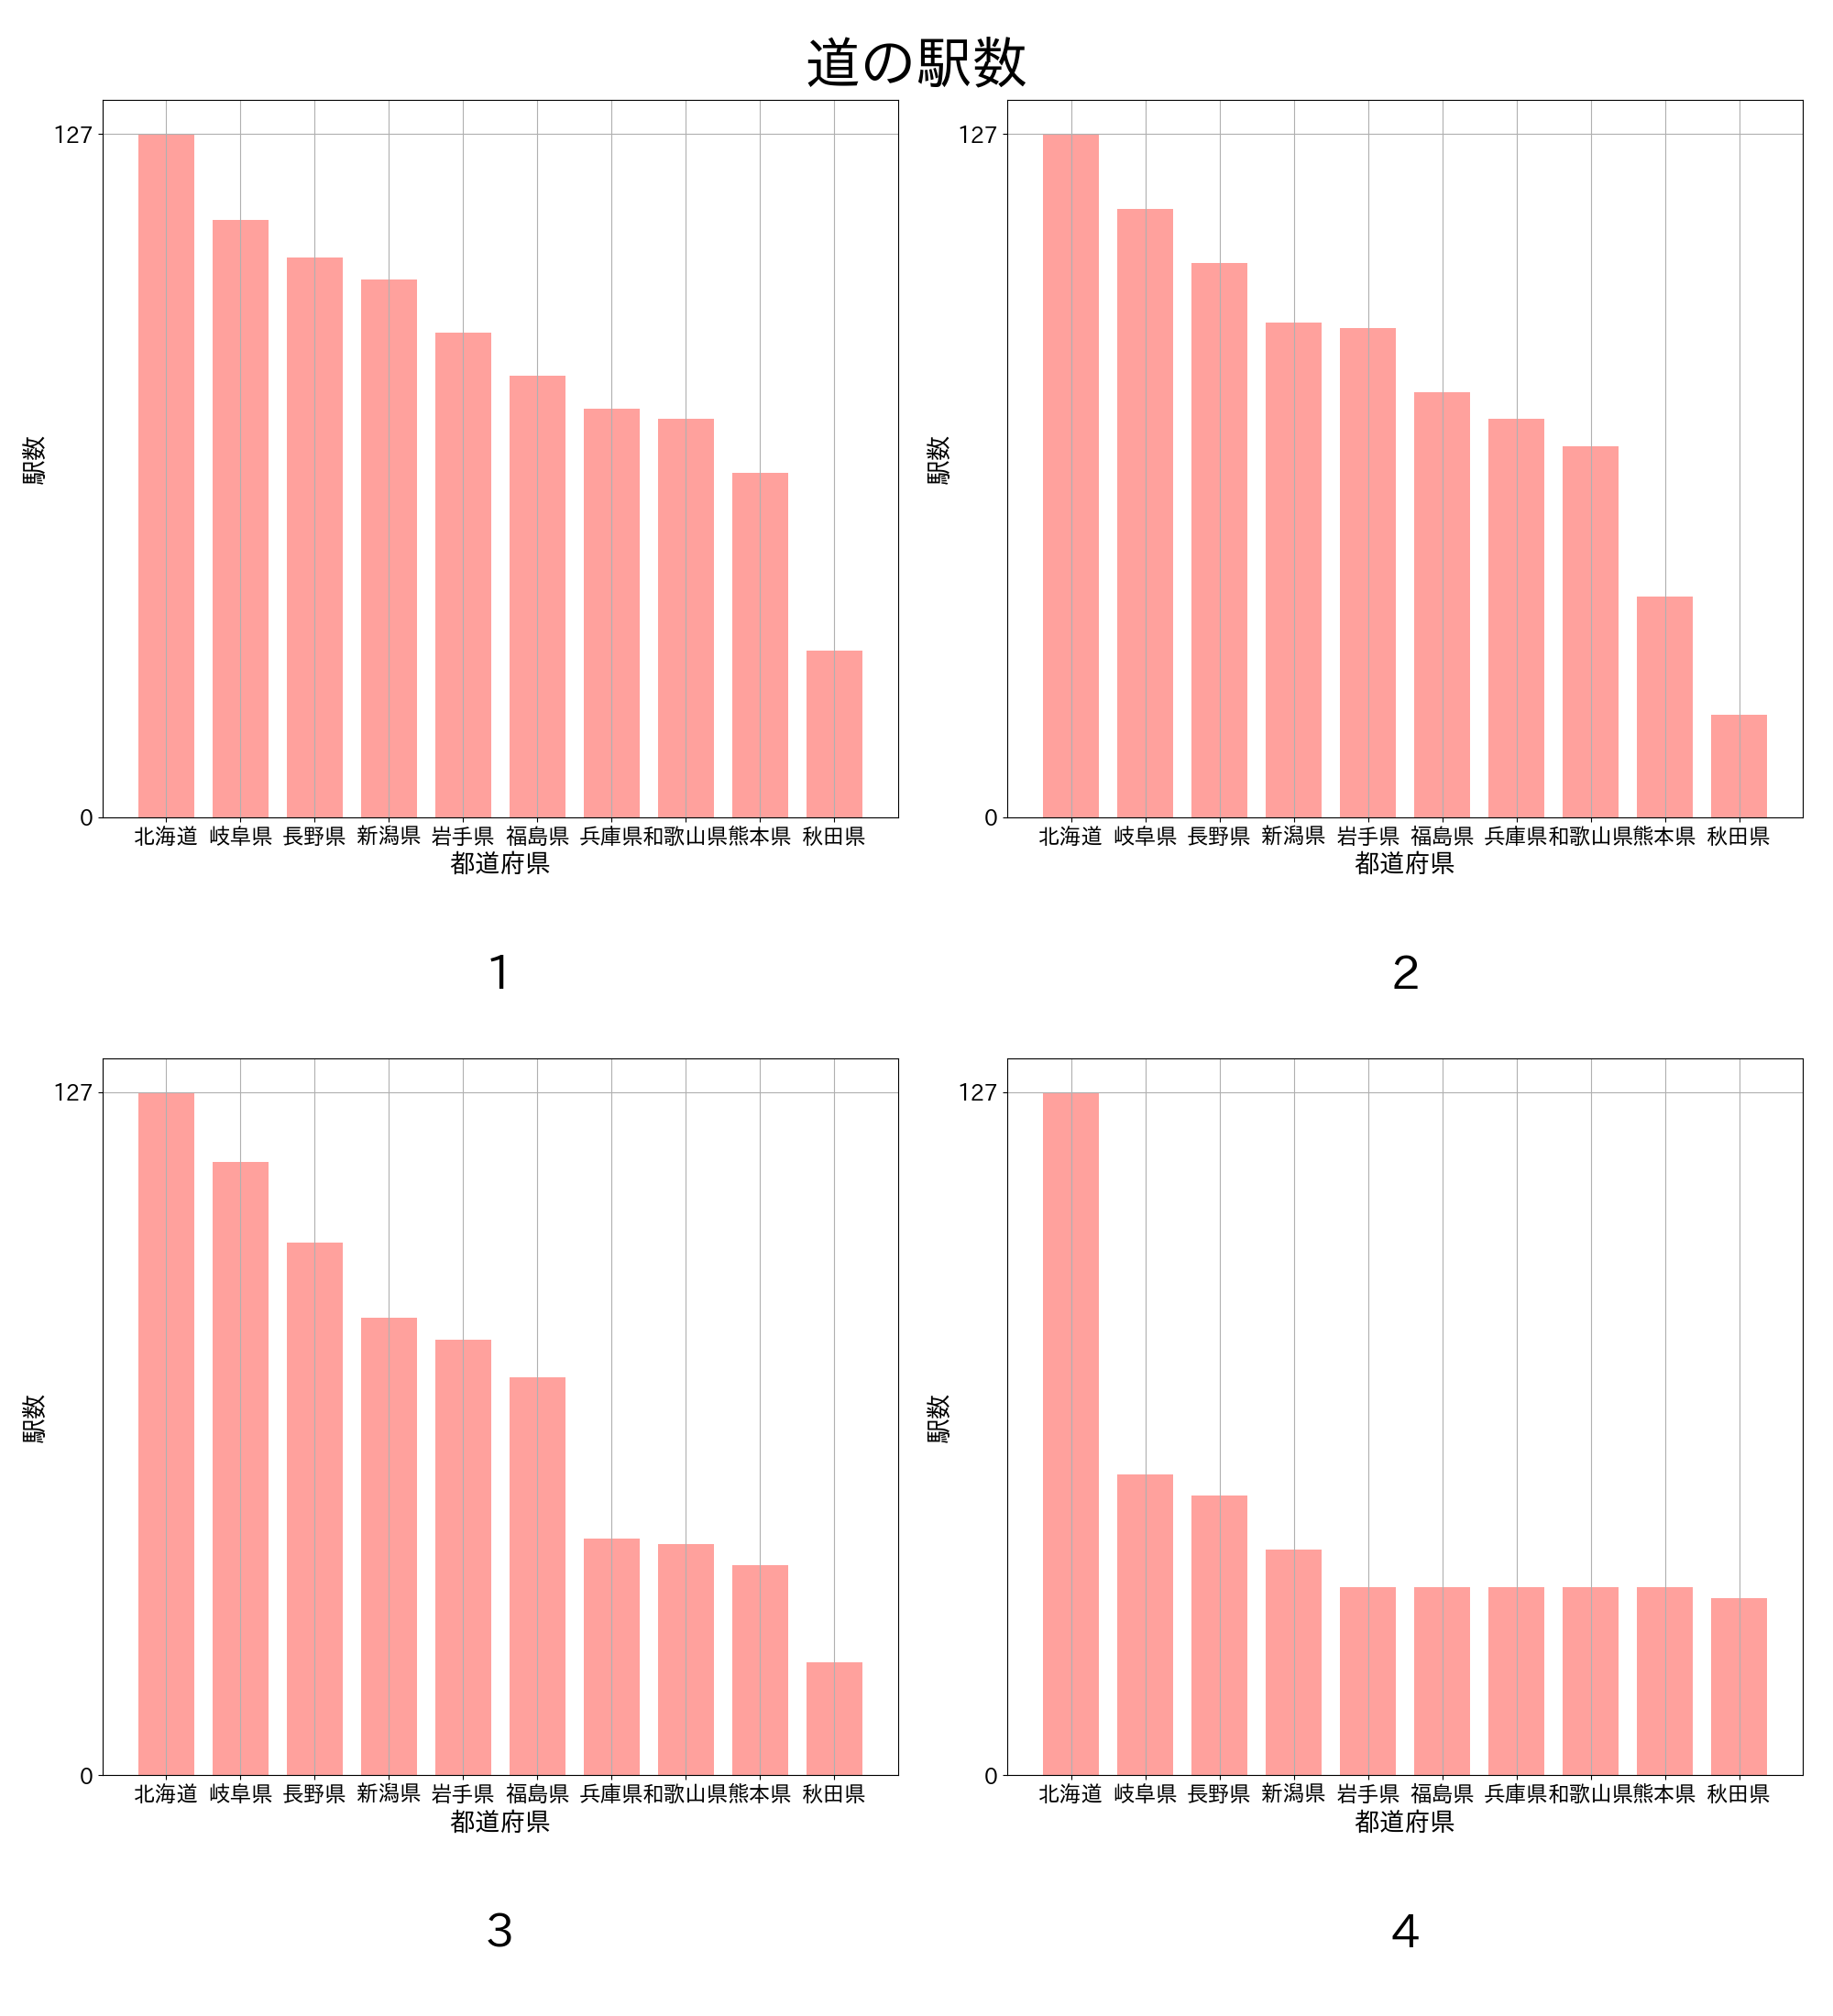 道の駅数
127
0
駅数
北海道 岐阜県 長野県 新潟県 岩手県 福島県 兵庫県 和歌山県 熊本県 秋田県
都道府県
1
127
0
駅数
北海道 岐阜県 長野県 新潟県 岩手県 福島県 兵庫県 和歌山県 熊本県 秋田県
都道府県
2
127
0
駅数
北海道 岐阜県 長野県 新潟県 岩手県 福島県 兵庫県 和歌山県 熊本県 秋田県
都道府県
3
127
0
駅数
北海道 岐阜県 長野県 新潟県 岩手県 福島県 兵庫県 和歌山県 熊本県 秋田県
都道府県
4